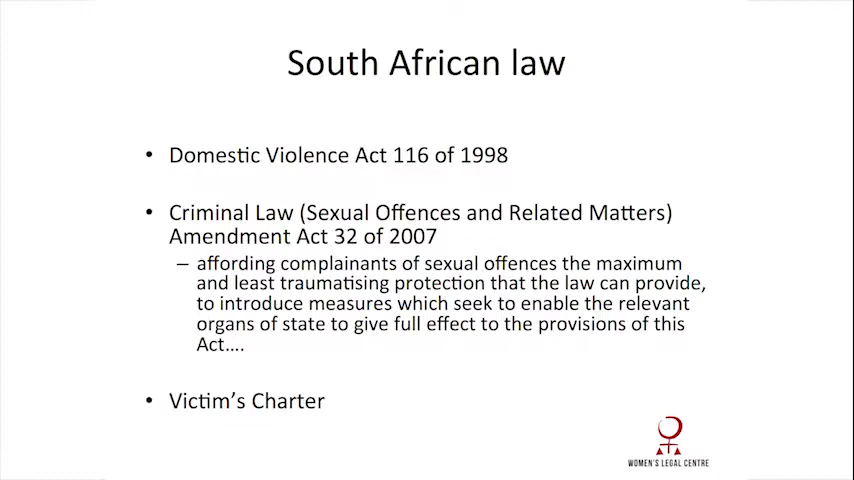 South African law
• Domestic Violence Act 116 of 1998
• Criminal Law (Sexual Offences and Related Matters)
Amendment Act 32 of 2007
– affording complainants of sexual offences the maximum
and least traumatising protection that the law can provide,
to introduce measures which seek to enable the relevant
organs of state to give full effect to the provisions of this
Act....
• Victim's Charter
WOMEN'S LEGAL CENTRE